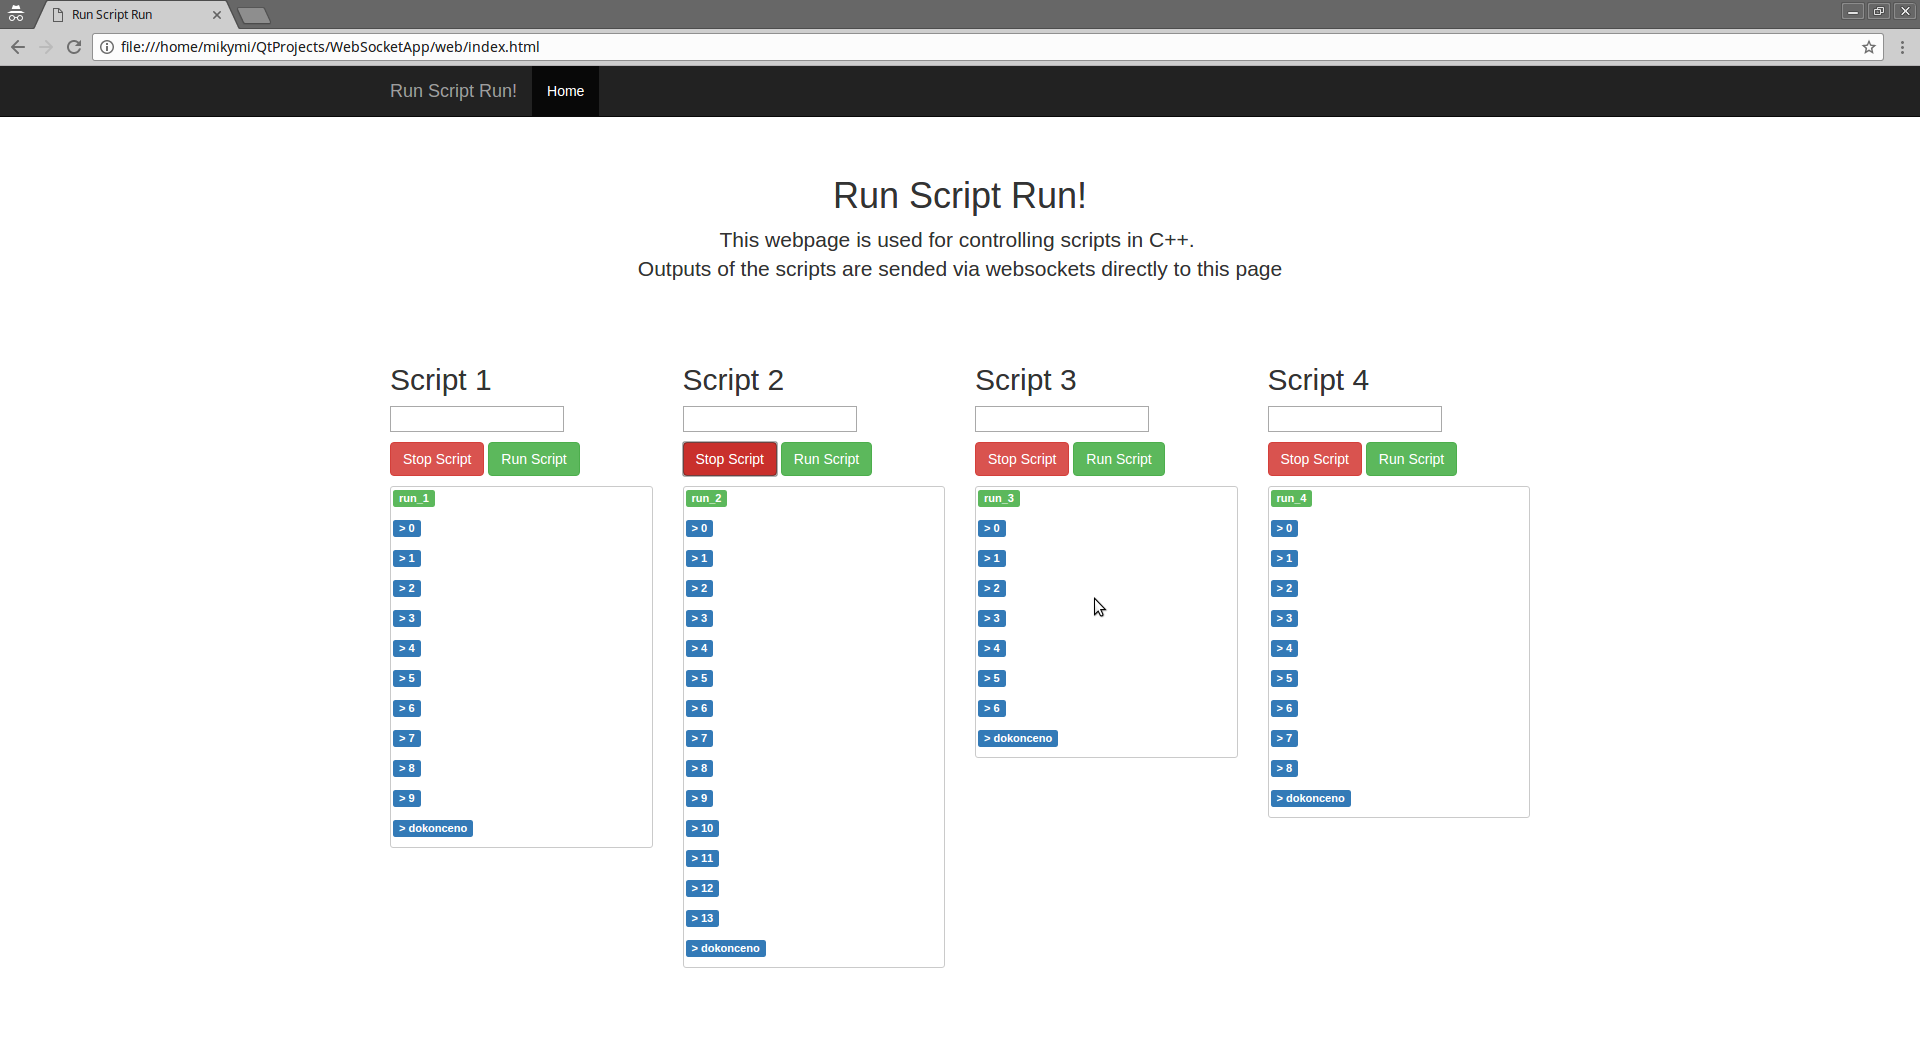 Run Script Run
file:///home/mikymi/QtProjects/WebSocketApp/web/index.html
Run Script Run! Home
Run Script Run!
This webpage is used for controlling scripts in C++.
Outputs of the scripts are sended via websockets directly to this page
Script 1
Stop Script Run Script
run_1
> 0
> 1
> 2
> 3
> 4
> 5
> 6
> 7
> 8
> 9
> dokonceno
Script 2
Stop Script Run Script
run_2
> 0
> 1
> 2
> 3
> 4
> 5
> 6
> 7
> 8
> 9
> 10
> 11
> 12
> 13
> dokonceno
Script 3
Stop Script Run Script
run_3
> 0
> 1
> 2
> 3
> 4
> 5
> 6
> dokonceno
Script 4
Stop Script Run Script
run_4
> 0
> 1
> 2
> 3
> 4
> 5
> 6
> 7
> 8
> dokonceno